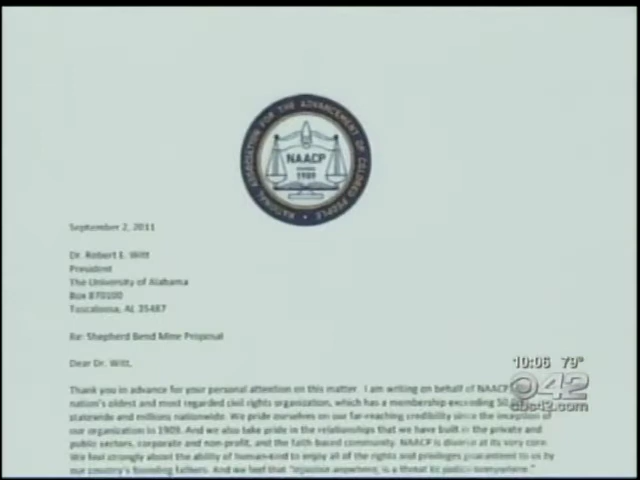 NATIONAL ASSOCIATION FOR THE ADVANCEMENT OF COLORED PEOPLE
NAACP
FOUNDED
1909
September 2, 2011
Dr. Robert E. Witt
President
The University of Alabama
Box 870100
Tuscaloosa, AL 35487
Re: Shepherd Bend Mine Proposal
Dear Dr. Witt,
Thank you in advance for your personal attention on this matter. I am writing on behalf of NAACP
nation's oldest and most regarded civil rights organization, which has a membership exceeding
statewide and millions nationwide. We pride ourselves on our far-reaching credibility since the inception of
our organization in 1909. And we also take pride in the relationships that we have built in the private and
public sectors, corporate and non-profit, and the faith based community. NAACP is diverse at its very core.
We feel strongly about the ability of human-kind to enjoy all of the rights and privileges guaranteed to us by
our country's founding fathers. And we feel that "injustice anywhere, is a threat to justice everywhere."
10:06 79°
42
cbs42.com